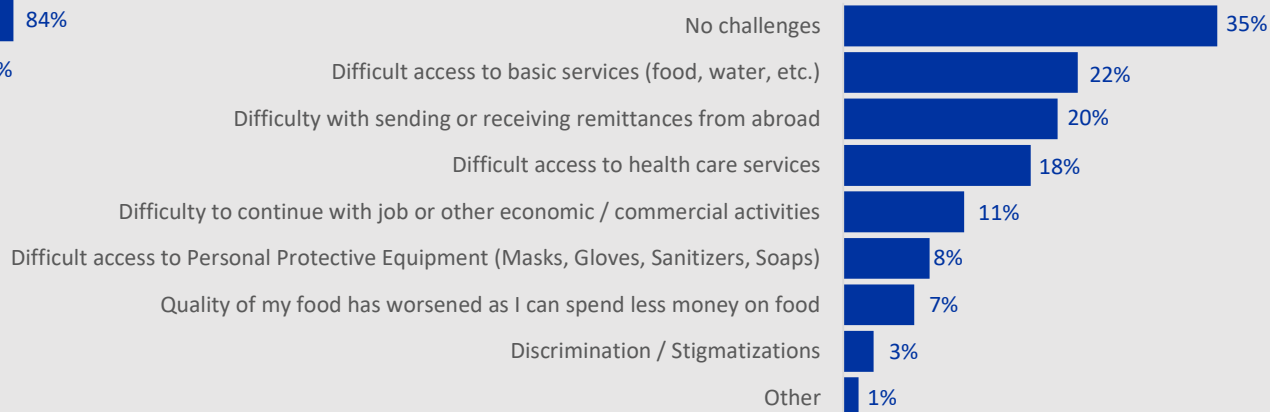 84%
%
No challenges 35%
Difficult access to basic services (food, water, etc.) 22%
Difficulty with sending or receiving remittances from abroad 20%
Difficult access to health care services 18%
Difficulty to continue with job or other economic / commercial activities 11%
Difficult access to Personal Protective Equipment (Masks, Gloves, Sanitizers, Soaps) 8%
Quality of my food has worsened as I can spend less money on food 7%
Discrimination / Stigmatizations 3%
Other 1%